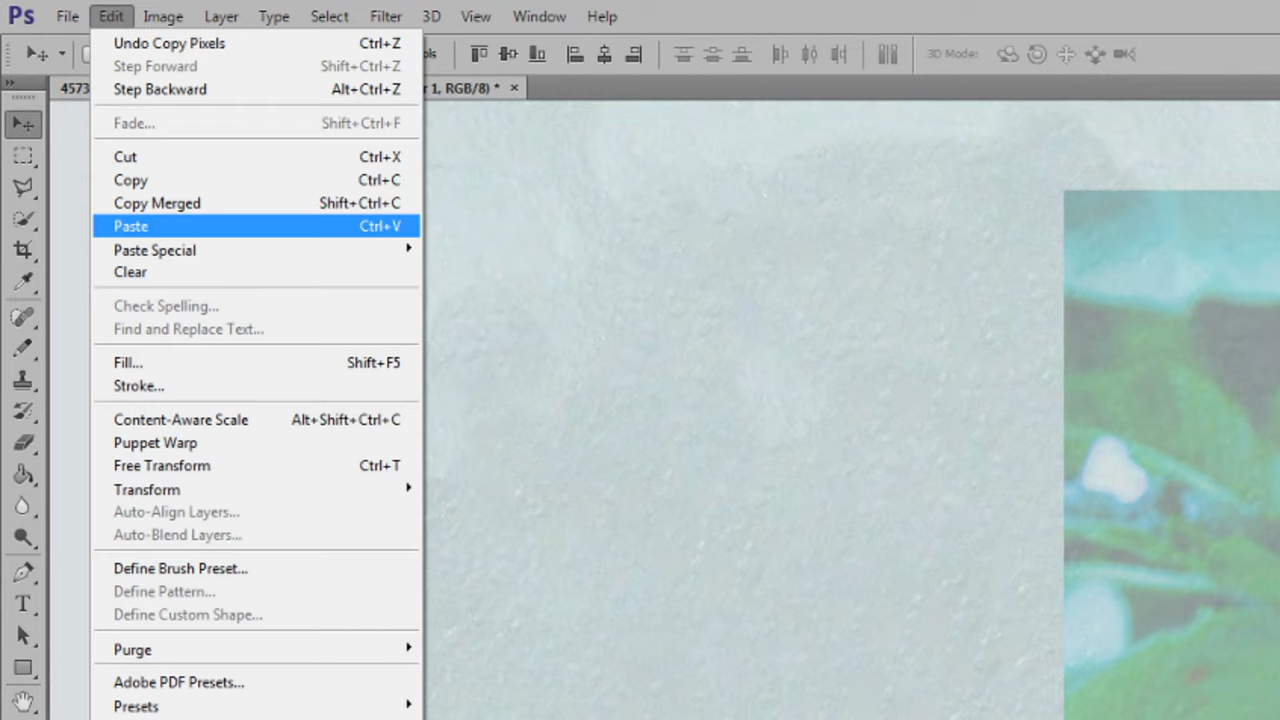 Ps File Edit Image Layer Type Select Filter 3D View Window Help
3D Mode:
4573 r 1, RGB/8) * ×
Undo Copy Pixels Ctrl+Z
Step Forward Shift+Ctrl+Z
Step Backward Alt+Ctrl+Z
Fade... Shift+Ctrl+F
Cut Ctrl+X
Copy Ctrl+C
Copy Merged Shift+Ctrl+C
Paste Ctrl+V
Paste Special
Clear
Check Spelling...
Find and Replace Text...
Fill... Shift+F5
Stroke...
Content-Aware Scale Alt+Shift+Ctrl+C
Puppet Warp
Free Transform Ctrl+T
Transform
Auto-Align Layers...
Auto-Blend Layers...
Define Brush Preset...
Define Pattern...
Define Custom Shape...
Purge
Adobe PDF Presets...
Presets